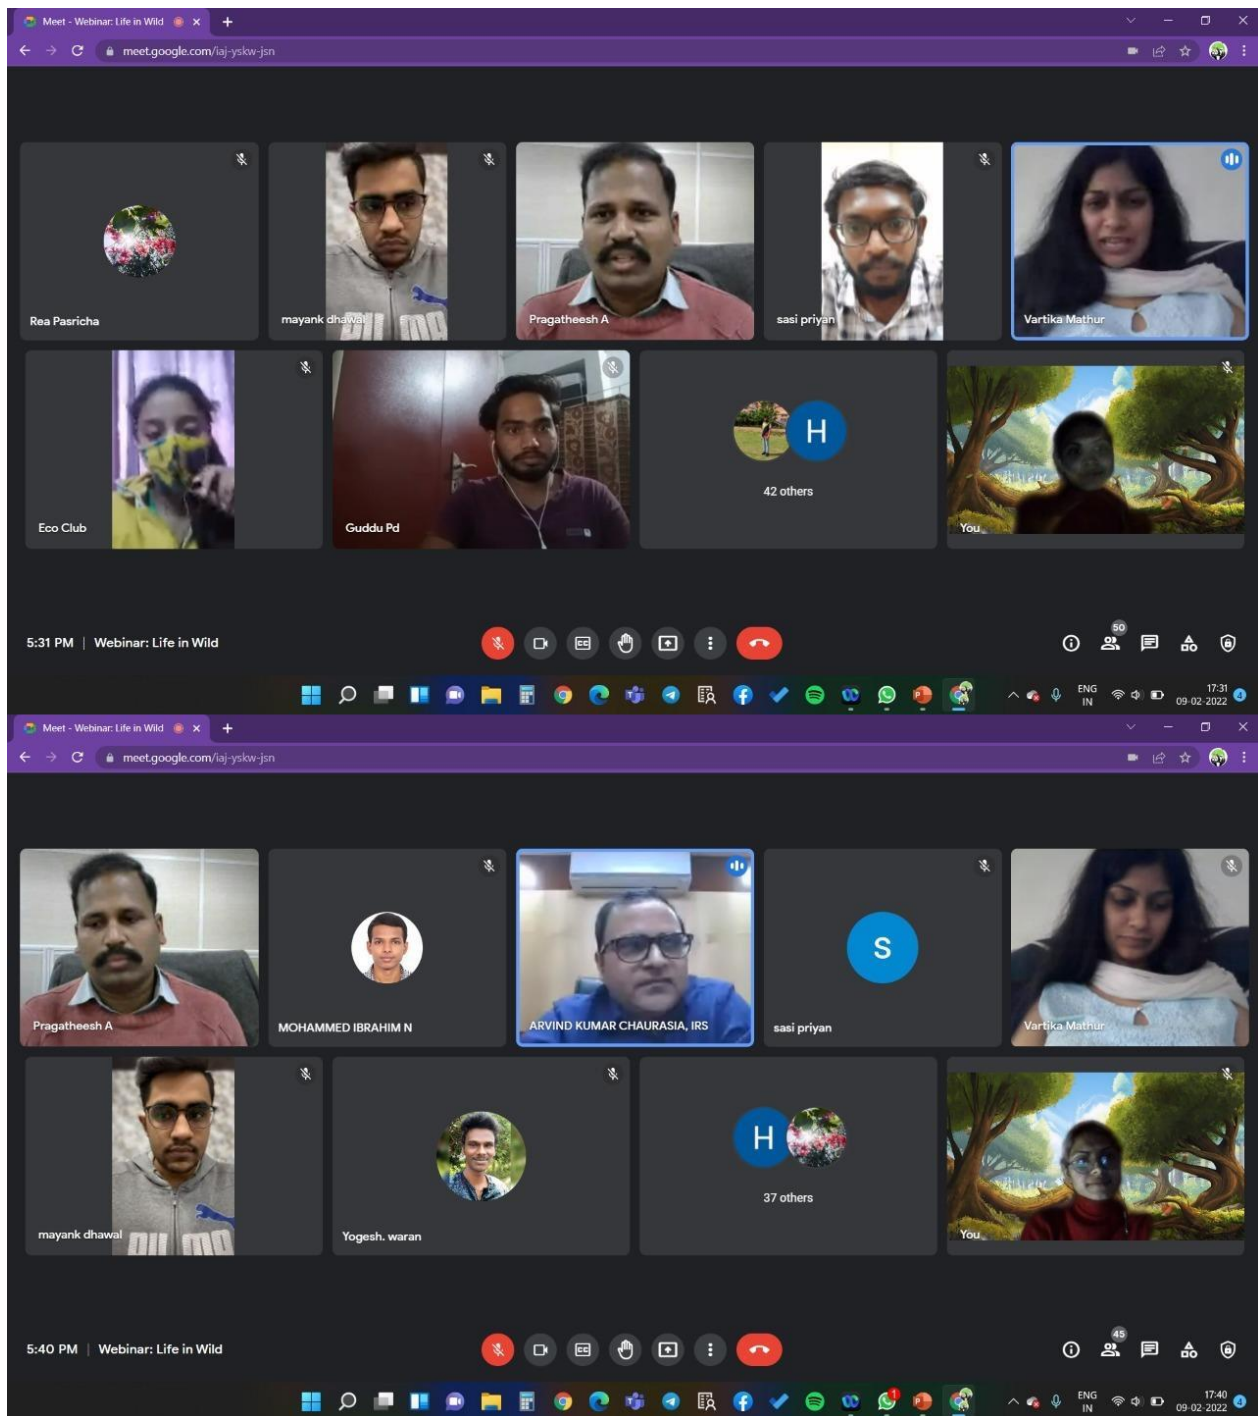 Meet - Webinar: Life in Wild
meet.google.com/iaj-yskw-jsn
Rea Pasricha
mayank dhawal
Pragatheesh A
sasi priyan
Vartika Mathur
Eco Club
Guddu Pd
H
42 others
You
5:31 PM | Webinar: Life in Wild
50
ENG
IN
17:31
09-02-2022
4
Meet - Webinar: Life in Wild
meet.google.com/iaj-yskw-jsn
Pragatheesh A
MOHAMMED IBRAHIM N
ARVIND KUMAR CHAURASIA, IRS
S
sasi priyan
Vartika Mathur
mayank dhawal
Yogesh. waran
H
37 others
You
5:40 PM | Webinar: Life in Wild
45
1
ENG
IN
17:40
09-02-2022
4